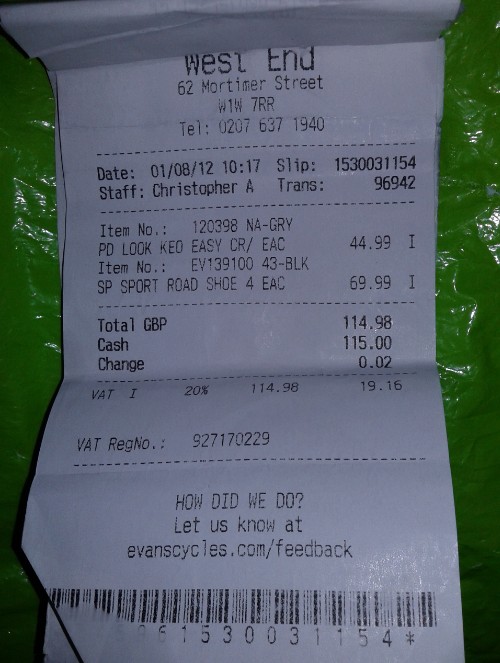 West End
62 Mortimer Street
W1W 7RR
Tel: 0207 637 1940
Date: 01/08/12 10:17 Slip: 1530031154
Staff: Christopher A Trans: 96942
Item No.: 120398 NA-GRY
PD LOOK KEO EASY CR/ EAC 44.99 I
Item No.: EV139100 43-BLK
SP SPORT ROAD SHOE 4 EAC 69.99 I
Total GBP 114.98
Cash 115.00
Change 0.02
VAT I 20% 114.98 19.16
VAT RegNo.: 927170229
HOW DID WE DO?
Let us know at
evanscycles.com/feedback
61530031154*